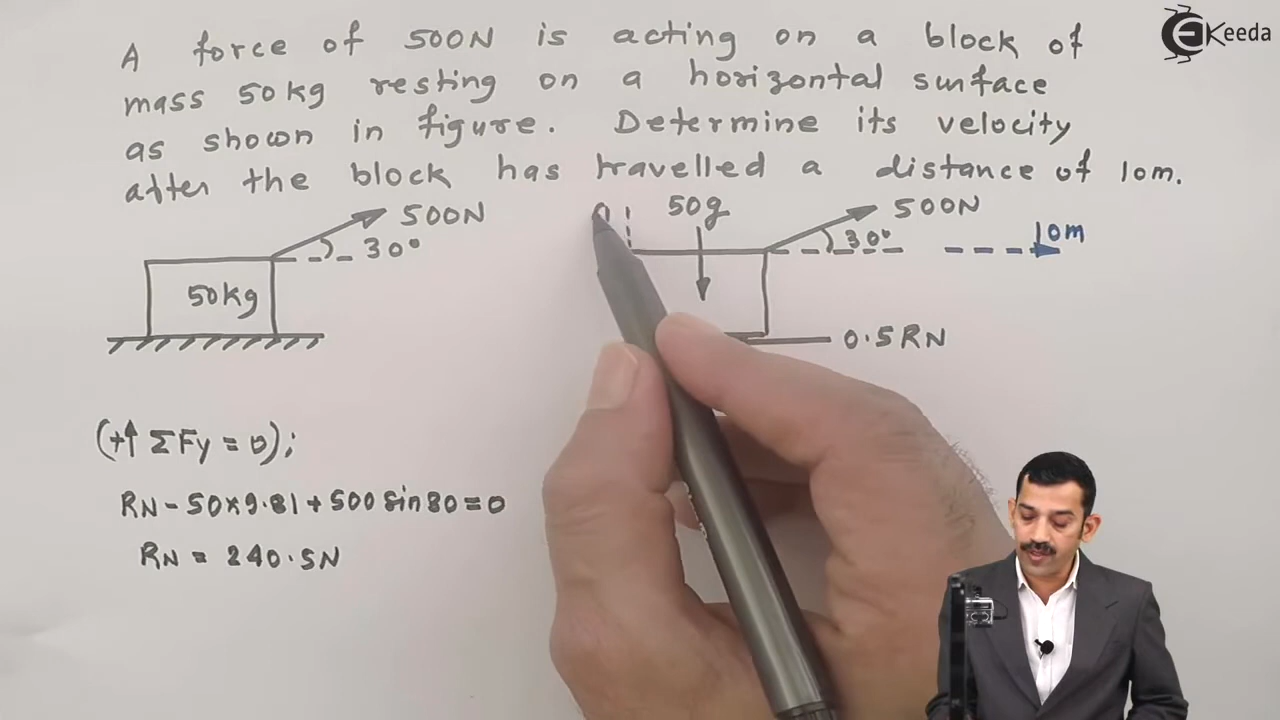 Keeda
A force of 500N is acting on a block of
mass 50kg resting on a horizontal surface
as shown in figure. Determine its velocity
after the block has travelled a distance of 10m.
500N
30°
50kg
50g
500N
30°
10m
0.5RN
(+↑ ΣFy = 0);
RN - 50×9.81 + 500 sin30 = 0
RN = 240.5N